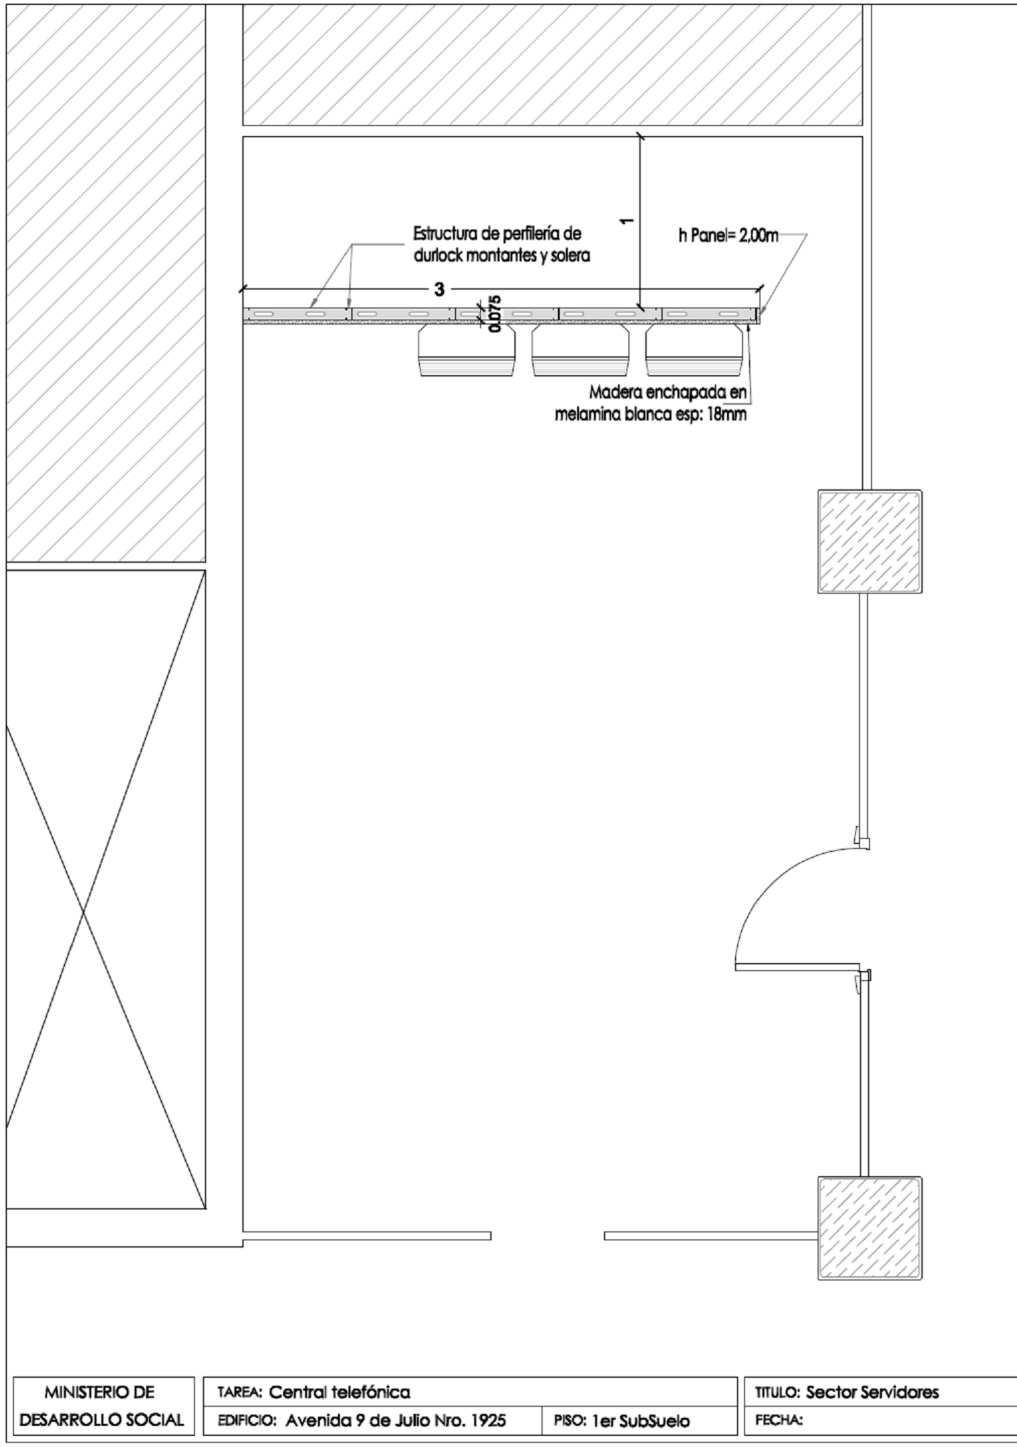 1
Estructura de perfilería de
durlock montantes y solera
h Panel= 2,00m
3
0.075
Madera enchapada en
melamina blanca esp: 18mm
MINISTERIO DE
DESARROLLO SOCIAL
TAREA: Central telefónica
EDIFICIO: Avenida 9 de Julio Nro. 1925
PISO: 1er SubSuelo
TITULO: Sector Servidores
FECHA: